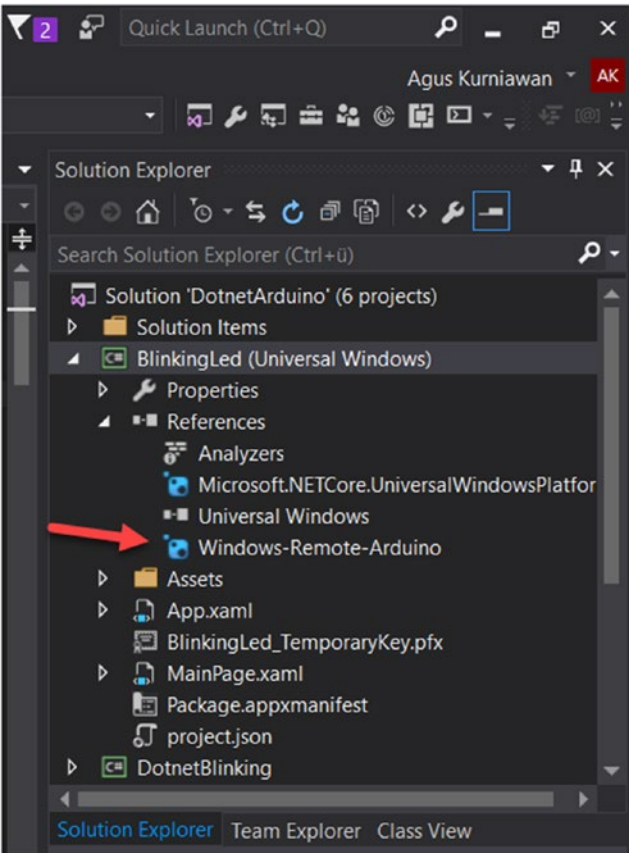 2
Quick Launch (Ctrl+Q)
Agus Kurniawan
AK
Solution Explorer
Search Solution Explorer (Ctrl+ü)
Solution 'DotnetArduino' (6 projects)
Solution Items
C#
BlinkingLed (Universal Windows)
Properties
References
Analyzers
Microsoft.NETCore.UniversalWindowsPlatfor
Universal Windows
Windows-Remote-Arduino
Assets
App.xaml
BlinkingLed_TemporaryKey.pfx
MainPage.xaml
Package.appxmanifest
project.json
C#
DotnetBlinking
Solution Explorer Team Explorer Class View